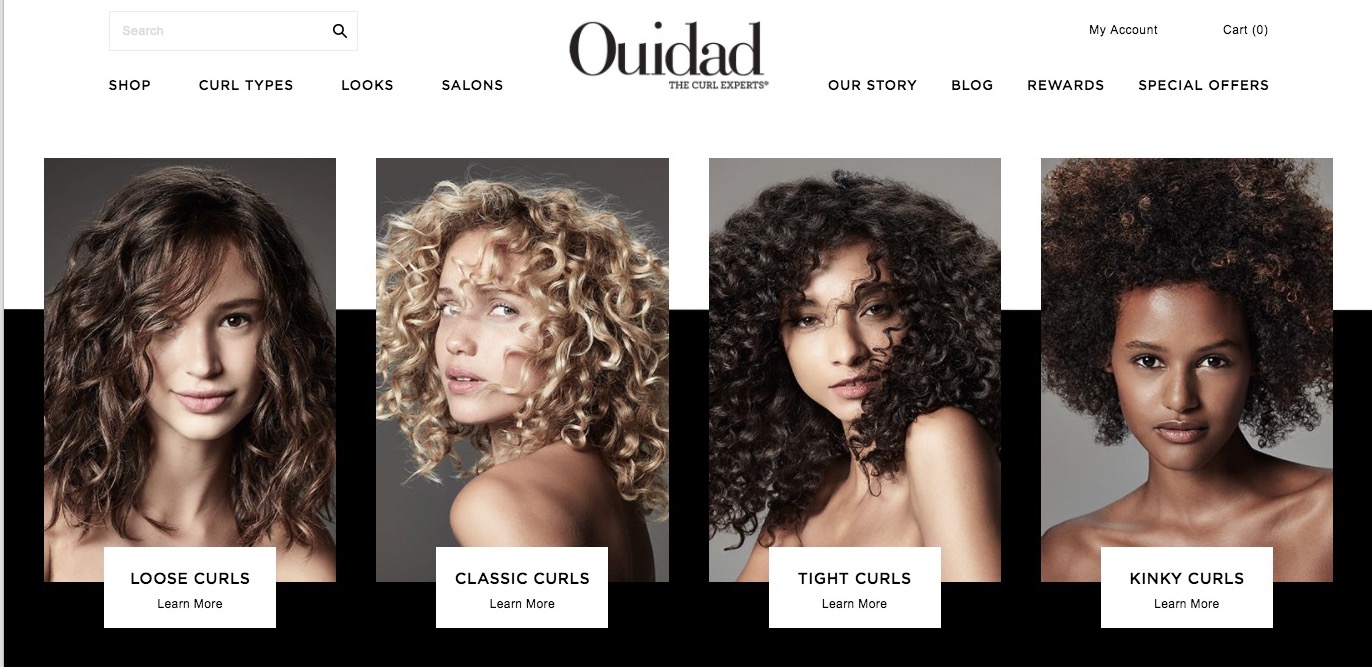 Search
My Account
Cart (0)
Ouidad
THE CURL EXPERTS®
SHOP
CURL TYPES
LOOKS
SALONS
OUR STORY
BLOG
REWARDS
SPECIAL OFFERS
LOOSE CURLS
Learn More
CLASSIC CURLS
Learn More
TIGHT CURLS
Learn More
KINKY CURLS
Learn More